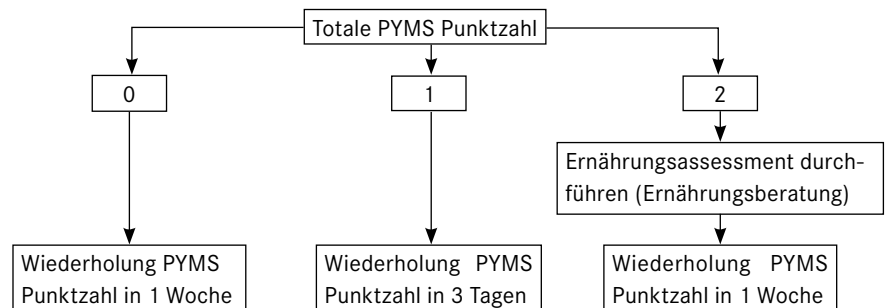 Totale PYMS Punktzahl
0
1
2
Ernährungsassessment durch-
führen (Ernährungsberatung)
Wiederholung PYMS
Punktzahl in 1 Woche
Wiederholung PYMS
Punktzahl in 3 Tagen
Wiederholung PYMS
Punktzahl in 1 Woche